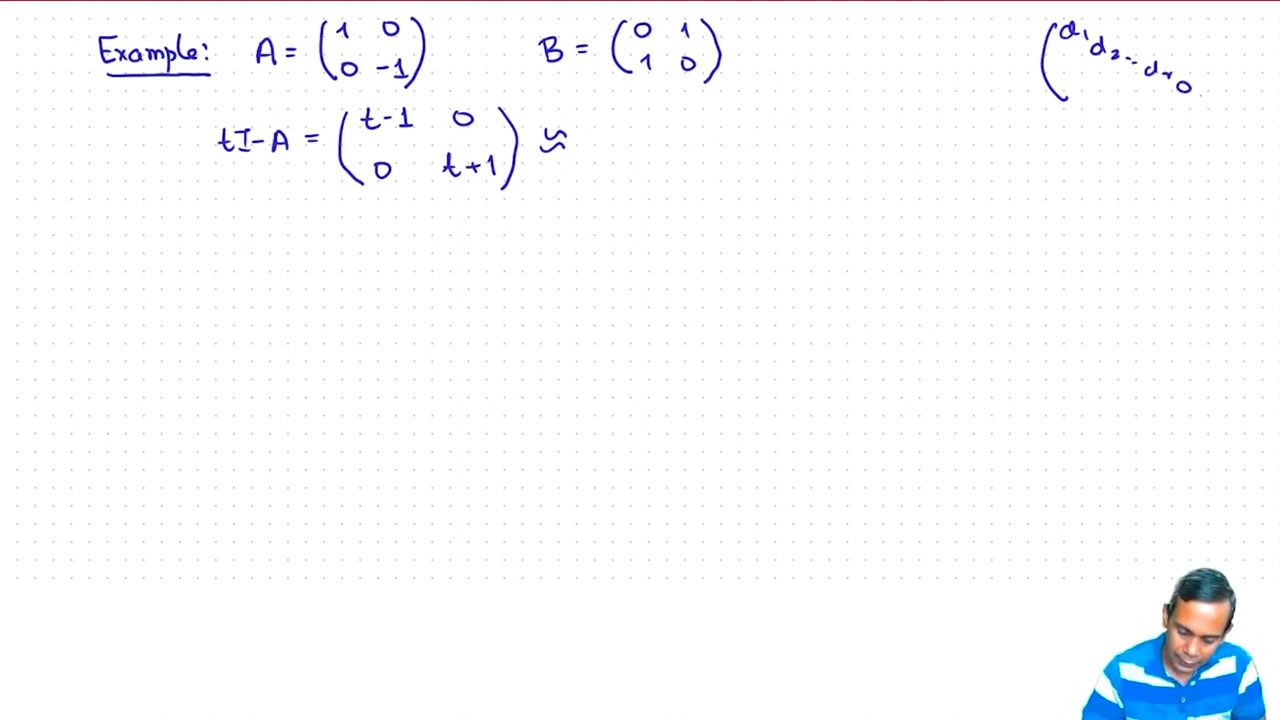 Example: A = (1 0 0 -1) B = (0 1 1 0) (d1 d2 ... dr 0
tI-A = (t-1 0 0 t+1) ≈